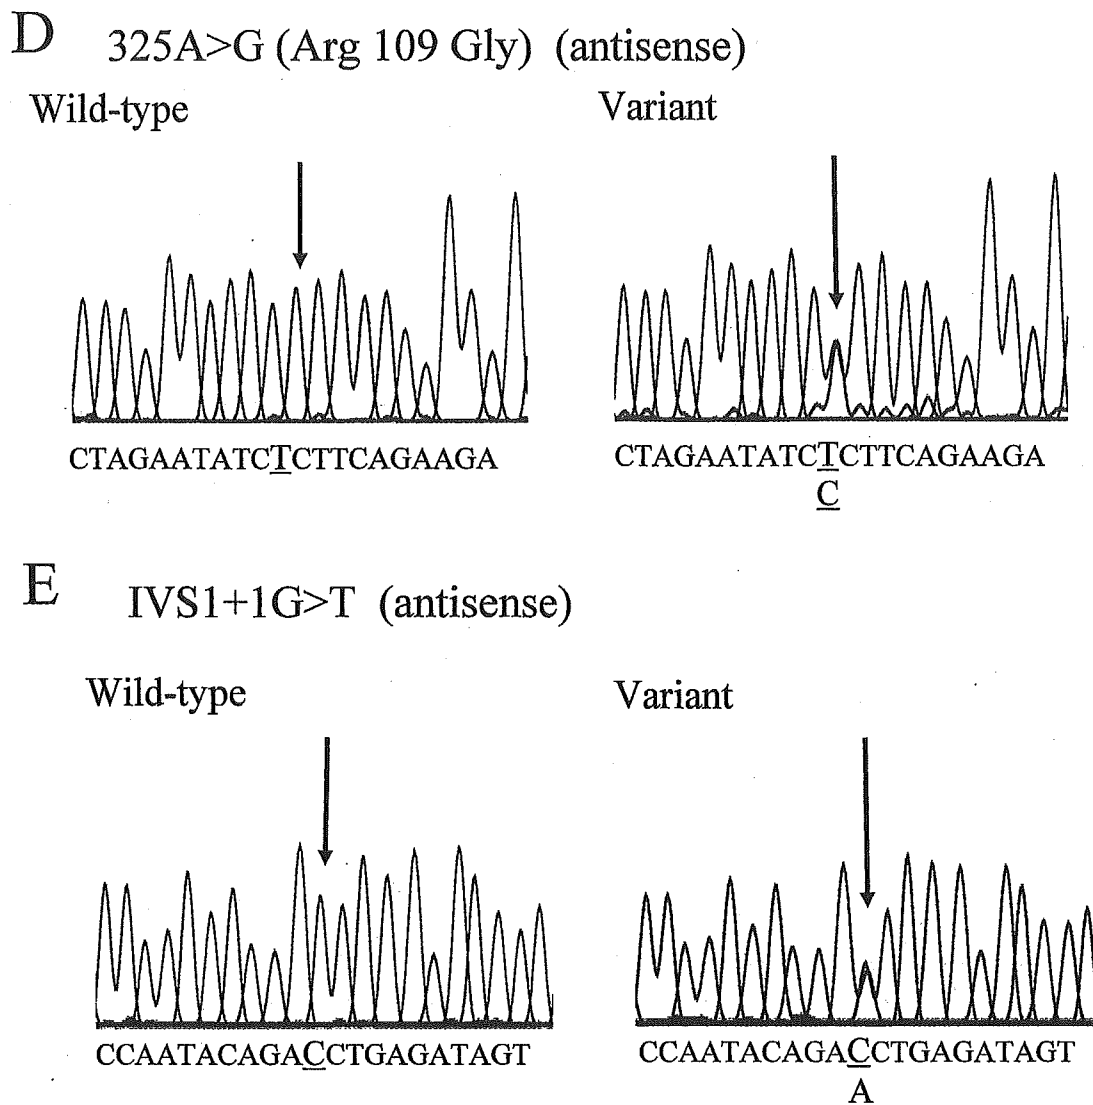 D 325A>G (Arg 109 Gly) (antisense)
Wild-type Variant
CTAGAATATCTCTTCAGAAGA CTAGAATATCTCTTCAGAAGA
C
E IVS1+1G>T (antisense)
Wild-type Variant
CCAATACAGACCTGAGATAGT CCAATACAGACCTGAGATAGT
A